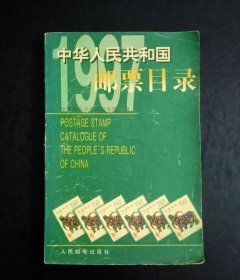 1997
中华人民共和国
邮票目录
POSTAGE STAMP
CATALOGUE OF
THE PEOPLE'S REPUBLIC
OF CHINA
人民邮电出版社